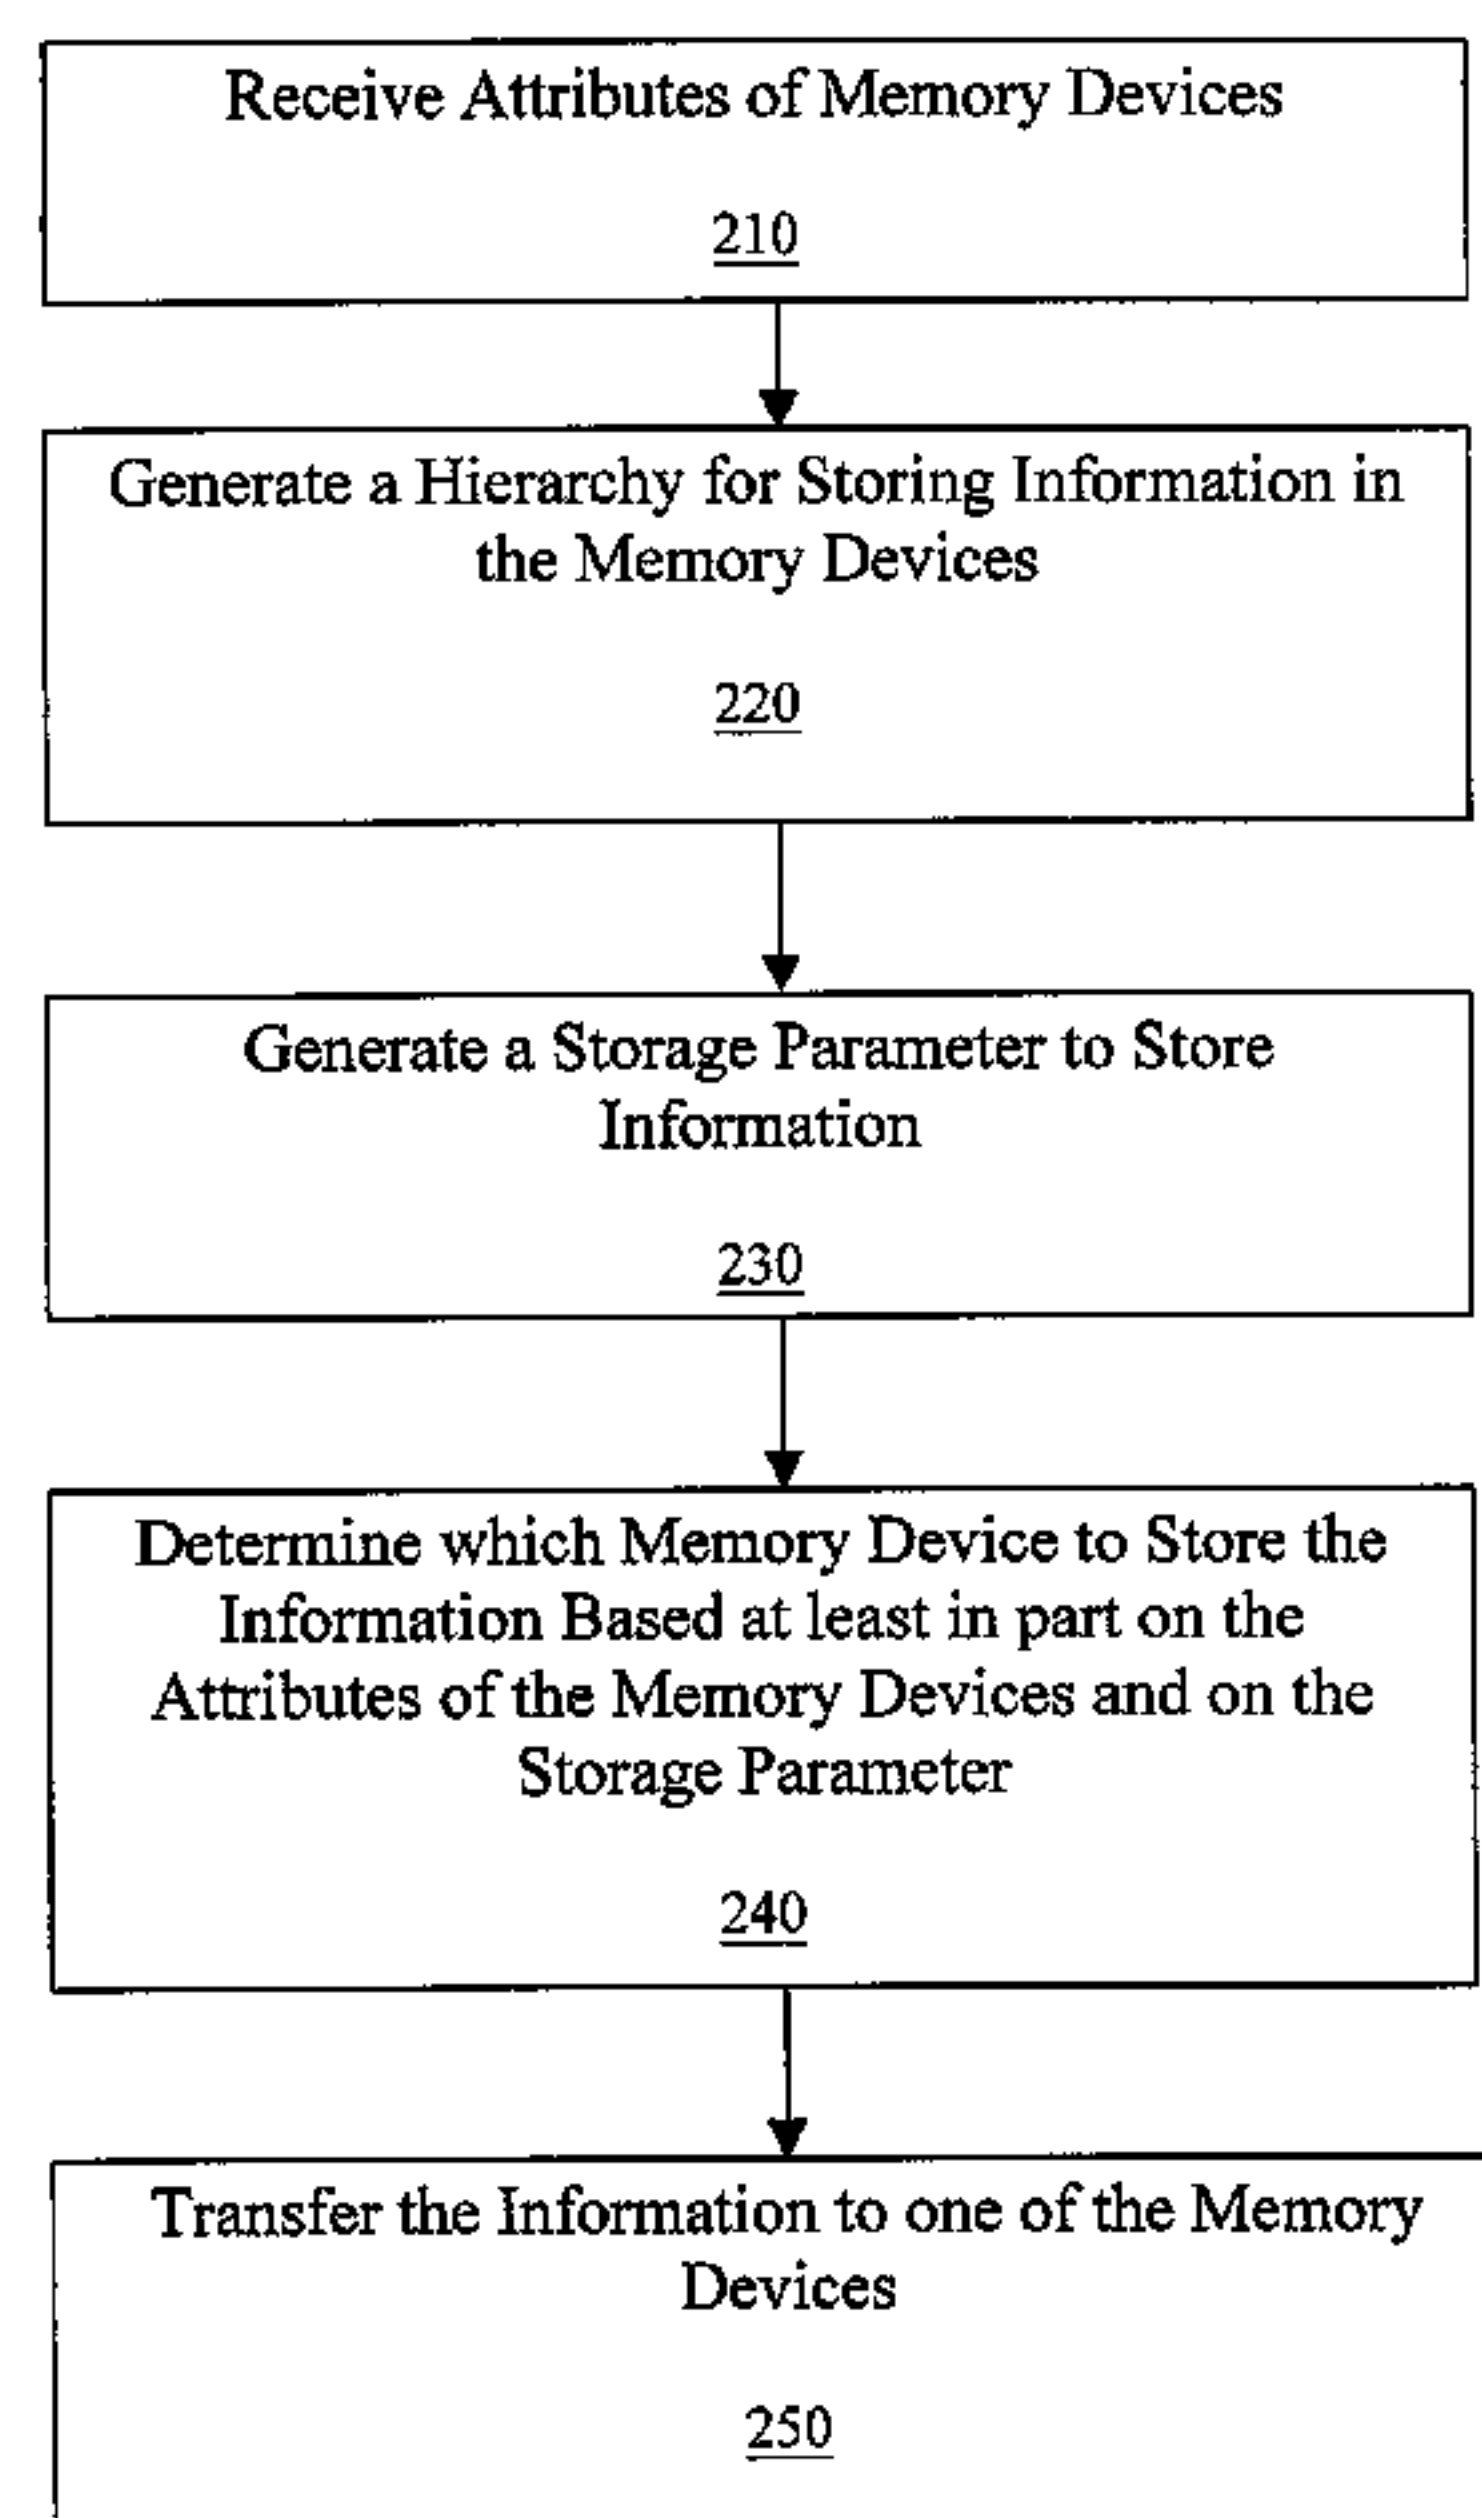 Receive Attributes of Memory Devices
210
Generate a Hierarchy for Storing Information in
the Memory Devices
220
Generate a Storage Parameter to Store
Information
230
Determine which Memory Device to Store the
Information Based at least in part on the
Attributes of the Memory Devices and on the
Storage Parameter
240
Transfer the Information to one of the Memory
Devices
250